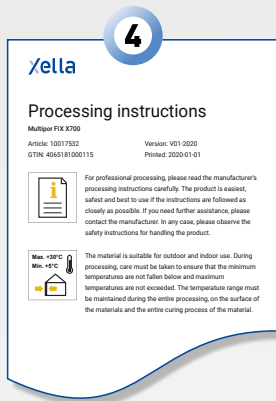 4
Xella
Processing instructions
Multipor FIX X700
Article: 10017532 Version: V01-2020
GTIN: 4065181000115 Printed: 2020-01-01
i
For professional processing, please read the manufacturer's
processing instructions carefully. The product is easiest,
safest and best to use if the instructions are followed as
closely as possible. If you need further assistance, please
contact the manufacturer. In any case, please observe the
safety instructions for handling the product.
Max. +30°C
Min. +5°C
The material is suitable for outdoor and indoor use. During
processing, care must be taken to ensure that the minimum
temperatures are not fallen below and maximum
temperatures are not exceeded. The temperature range must
be maintained during the entire processing, on the surface of
the materials and the entire curing process of the material.